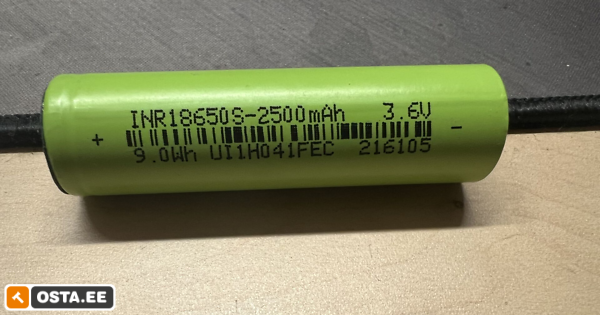 INR18650S-2500mAh 3.6V
+ -
9.0Wh UI1H041FEC 216105
OSTA.EE